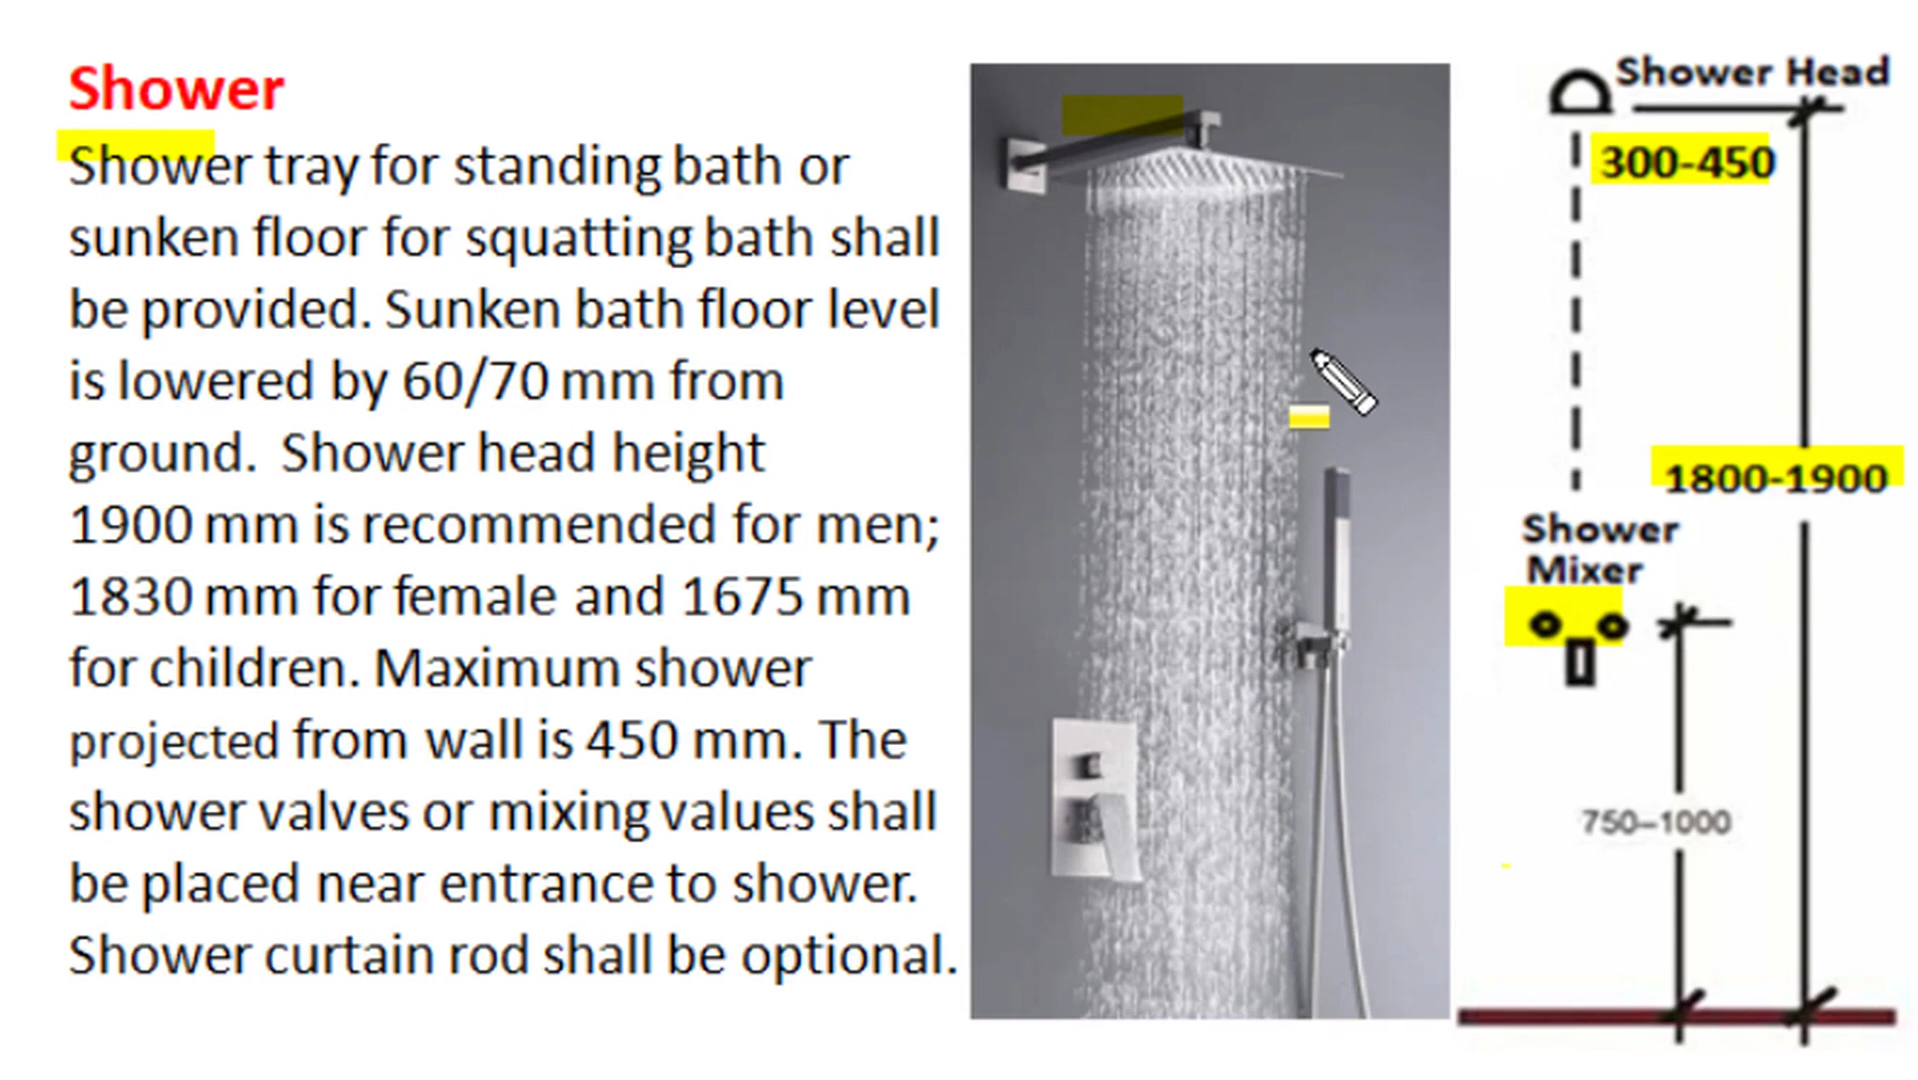 Shower
Shower tray for standing bath or
sunken floor for squatting bath shall
be provided. Sunken bath floor level
is lowered by 60/70 mm from
ground. Shower head height
1900 mm is recommended for men;
1830 mm for female and 1675 mm
for children. Maximum shower
projected from wall is 450 mm. The
shower valves or mixing values shall
be placed near entrance to shower.
Shower curtain rod shall be optional.
Shower Head
300-450
1800-1900
Shower
Mixer
750–1000